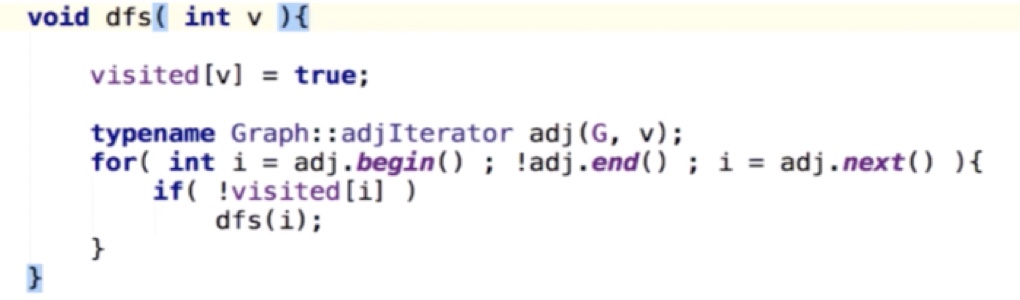 void dfs( int v ){
visited[v] = true;
typename Graph::adjIterator adj(G, v);
for( int i = adj.begin() ; !adj.end() ; i = adj.next() ){
if( !visited[i] )
dfs(i);
}
}